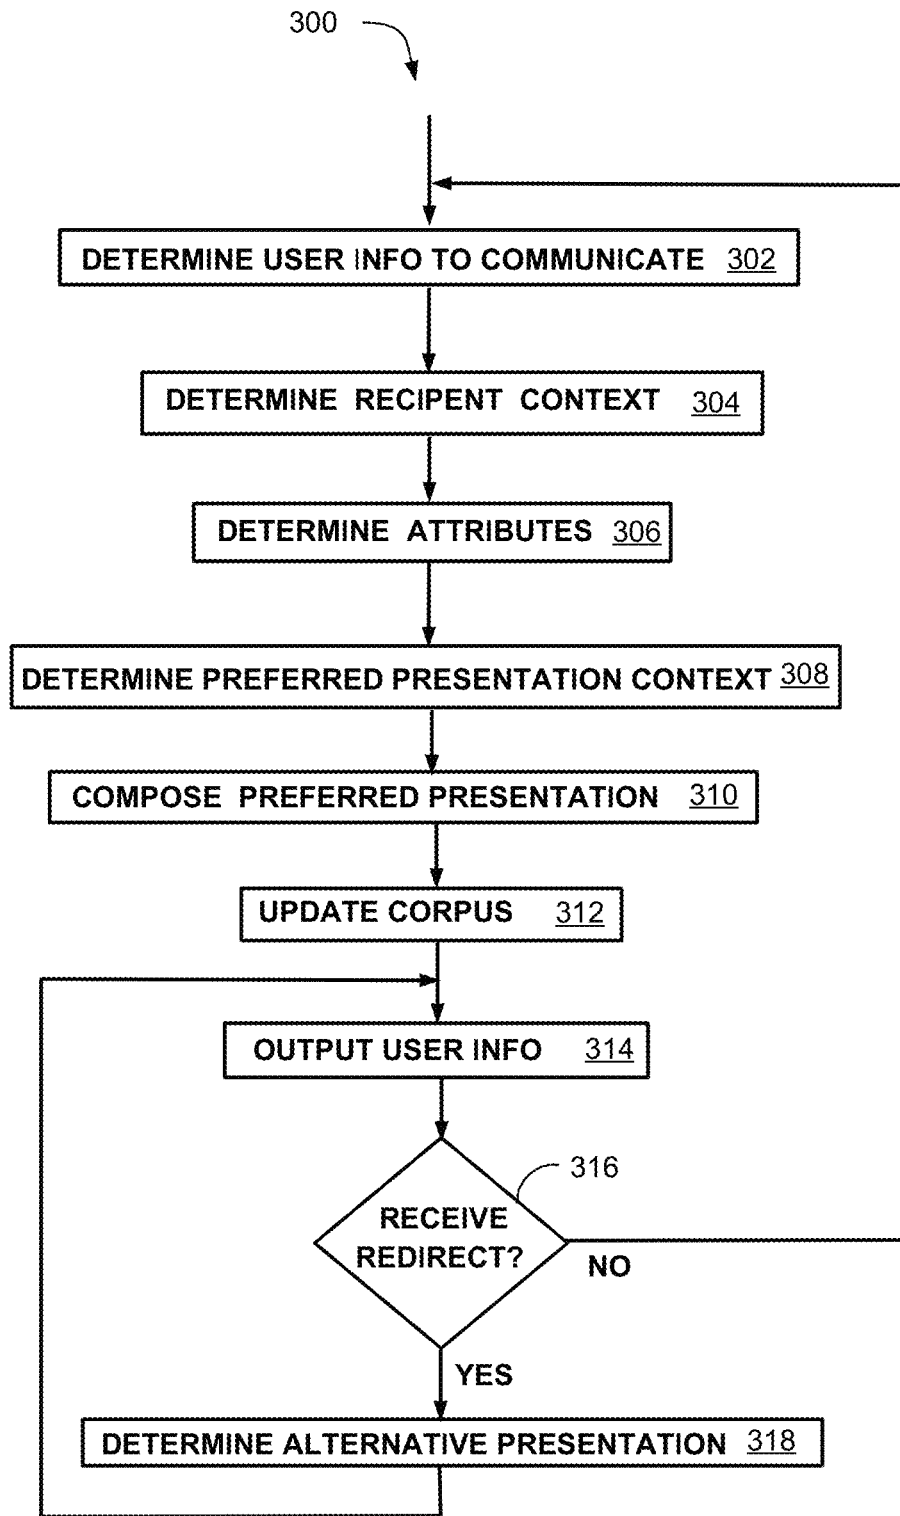 300
DETERMINE USER INFO TO COMMUNICATE 302
DETERMINE RECIPENT CONTEXT 304
DETERMINE ATTRIBUTES 306
DETERMINE PREFERRED PRESENTATION CONTEXT 308
COMPOSE PREFERRED PRESENTATION 310
UPDATE CORPUS 312
OUTPUT USER INFO 314
316
RECEIVE
REDIRECT?
NO
YES
DETERMINE ALTERNATIVE PRESENTATION 318